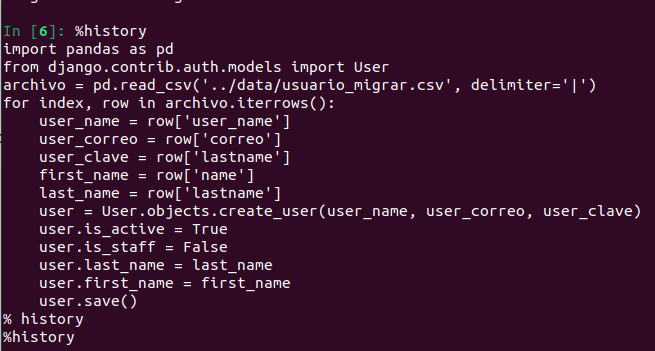 In [6]: %history
import pandas as pd
from django.contrib.auth.models import User
archivo = pd.read_csv('../data/usuario_migrar.csv', delimiter='|')
for index, row in archivo.iterrows():
    user_name = row['user_name']
    user_correo = row['correo']
    user_clave = row['lastname']
    first_name = row['name']
    last_name = row['lastname']
    user = User.objects.create_user(user_name, user_correo, user_clave)
    user.is_active = True
    user.is_staff = False
    user.last_name = last_name
    user.first_name = first_name
    user.save()
% history
%history